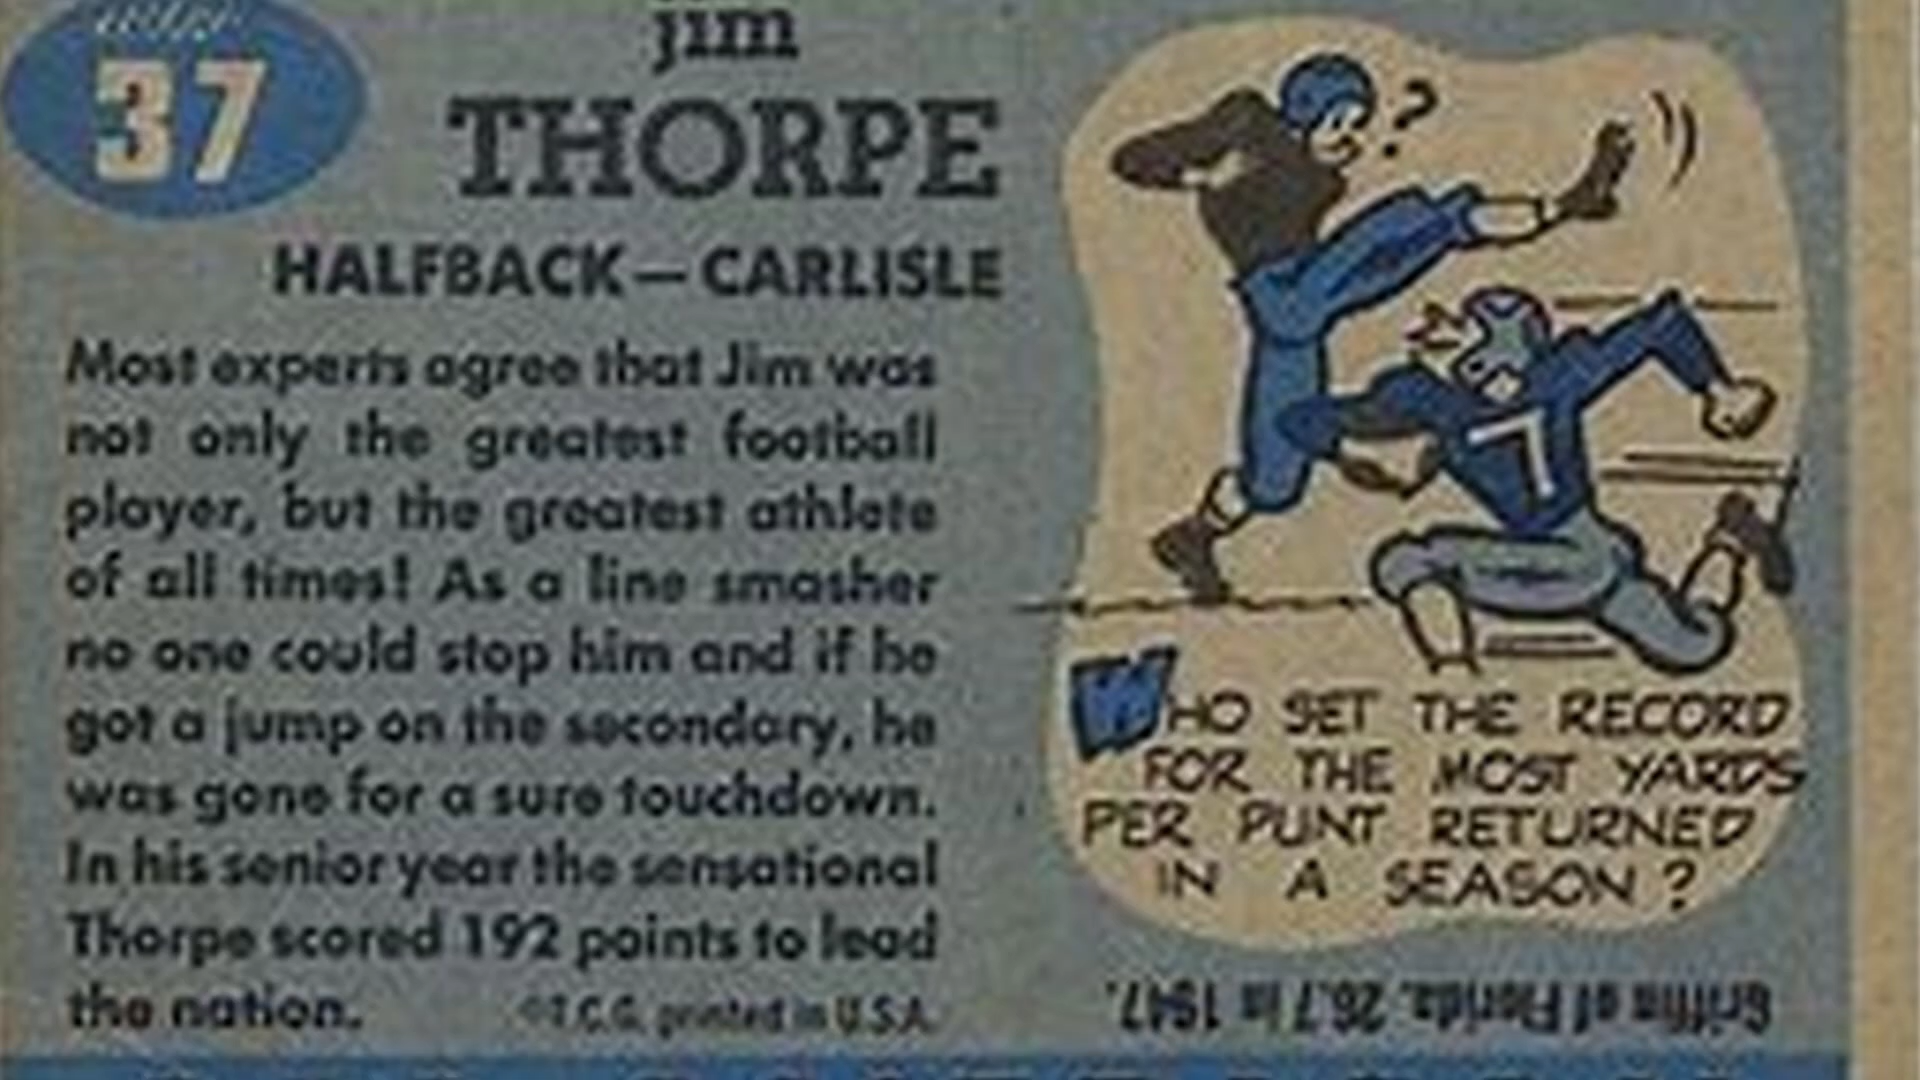 37
Jim
THORPE
HALFBACK—CARLISLE
Most experts agree that Jim was
not only the greatest football
player, but the greatest athlete
of all times! As a line smasher
no one could stop him and if he
got a jump on the secondary, he
was gone for a sure touchdown.
In his senior year the sensational
Thorpe scored 192 points to lead
the nation.
©T.C.G. printed in U.S.A.
?
7
WHO SET THE RECORD
FOR THE MOST YARDS
PER PUNT RETURNED
IN A SEASON?
Griffin of Florida. 26.7 in 1947.